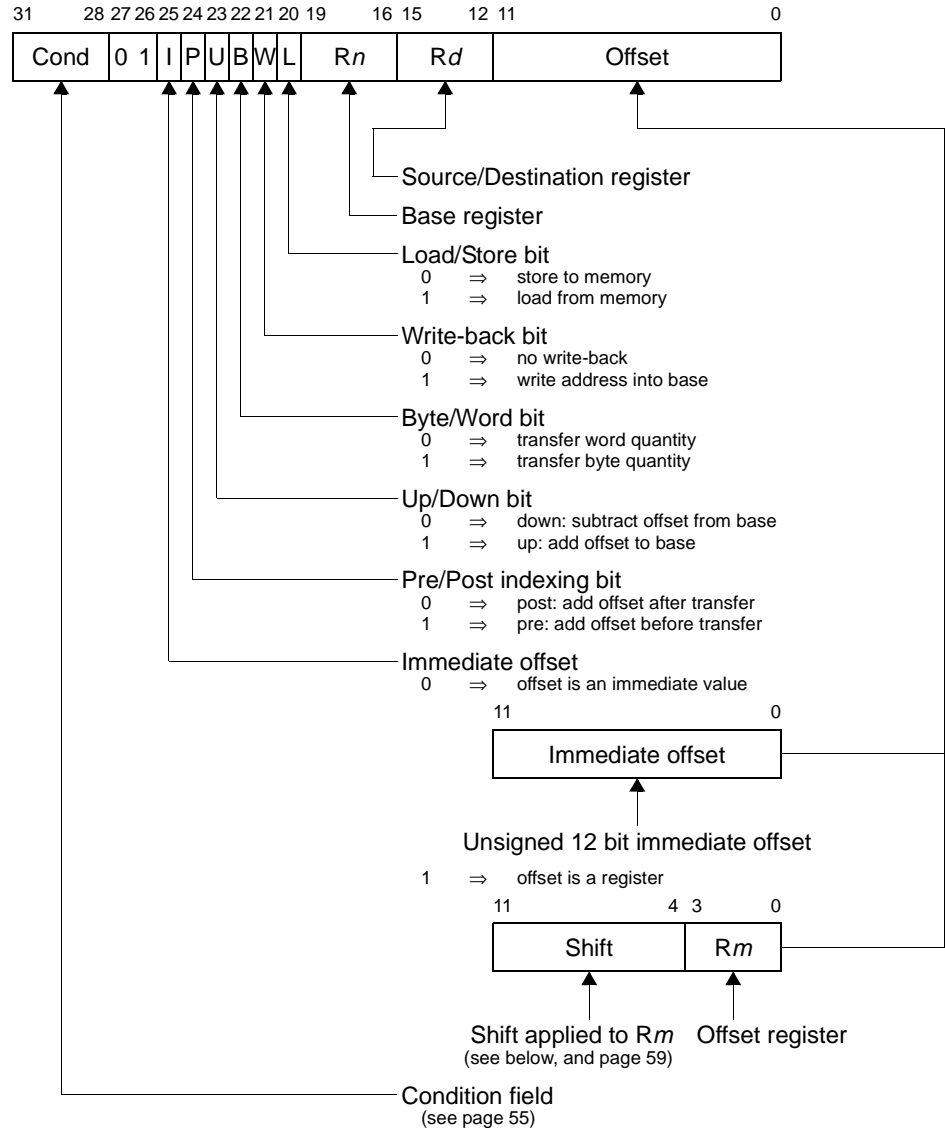 31 28 27 26 25 24 23 22 21 20 19 16 15 12 11 0
Cond 0 1 I P U B W L Rn Rd Offset
Source/Destination register
Base register
Load/Store bit
0 ⇒ store to memory
1 ⇒ load from memory
Write-back bit
0 ⇒ no write-back
1 ⇒ write address into base
Byte/Word bit
0 ⇒ transfer word quantity
1 ⇒ transfer byte quantity
Up/Down bit
0 ⇒ down: subtract offset from base
1 ⇒ up: add offset to base
Pre/Post indexing bit
0 ⇒ post: add offset after transfer
1 ⇒ pre: add offset before transfer
Immediate offset
0 ⇒ offset is an immediate value
11 0
Immediate offset
Unsigned 12 bit immediate offset
1 ⇒ offset is a register
11 4 3 0
Shift Rm
Shift applied to Rm Offset register
(see below, and page 59)
Condition field
(see page 55)